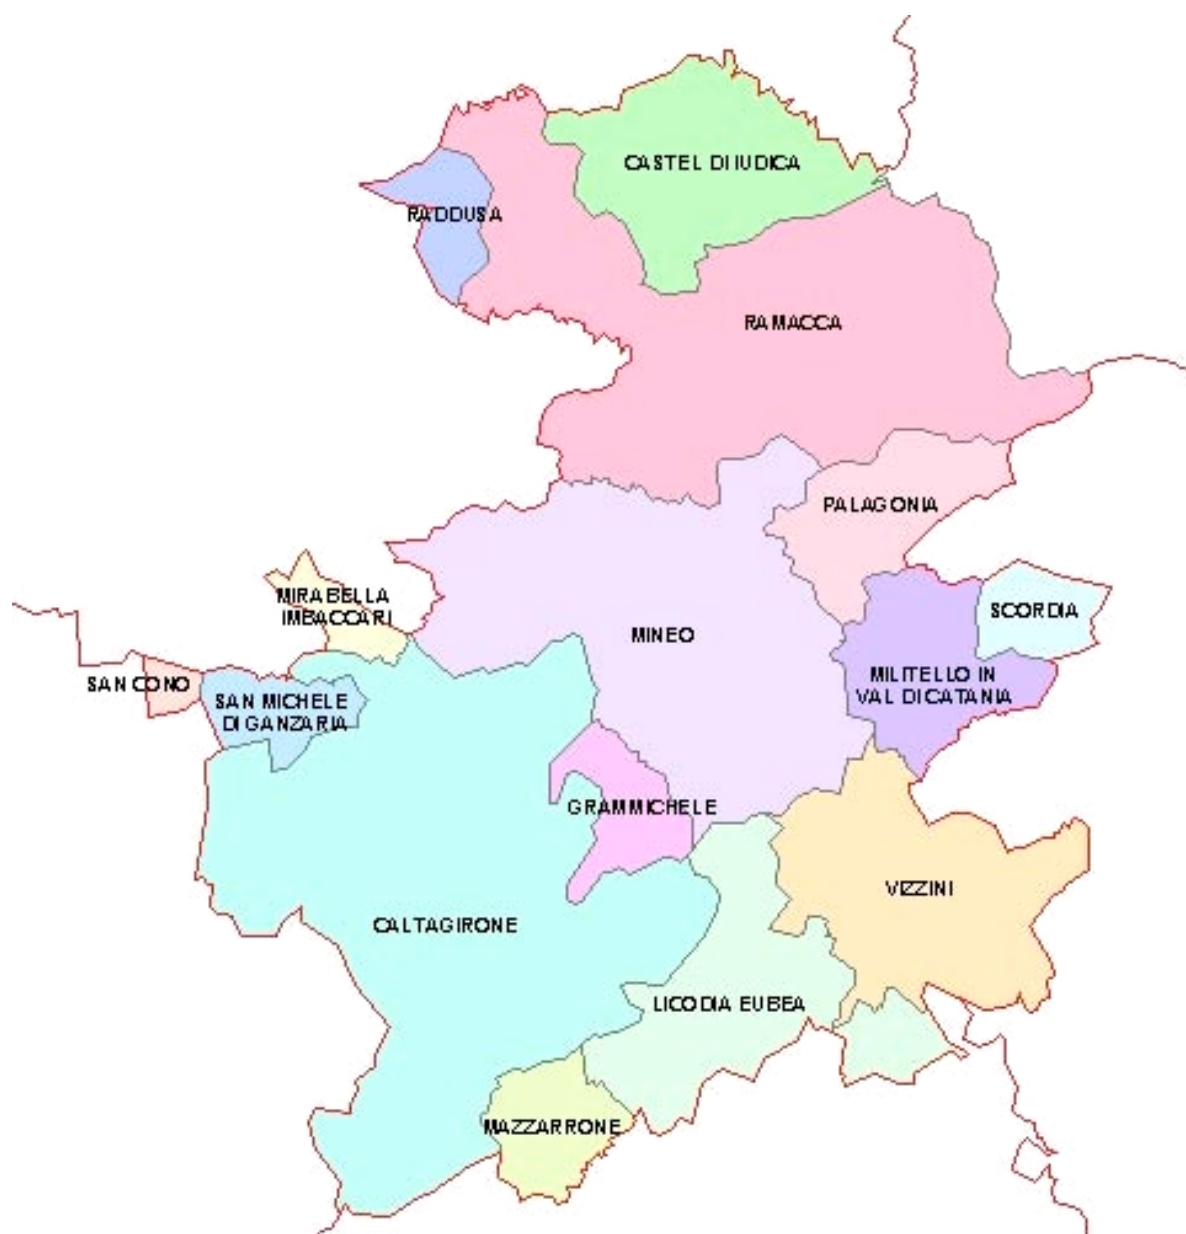 CASTEL DI IUDICA
RADDUSA
RAMACCA
PALAGONIA
MIRABELLA
IMBACCARI
SCORDIA
MINEO
SAN CONO
SAN MICHELE
DI GANZARIA
MILITELLO IN
VAL DI CATANIA
GRAMMICHELE
VIZZINI
CALTAGIRONE
LICODIA EUBEA
MAZZARRONE